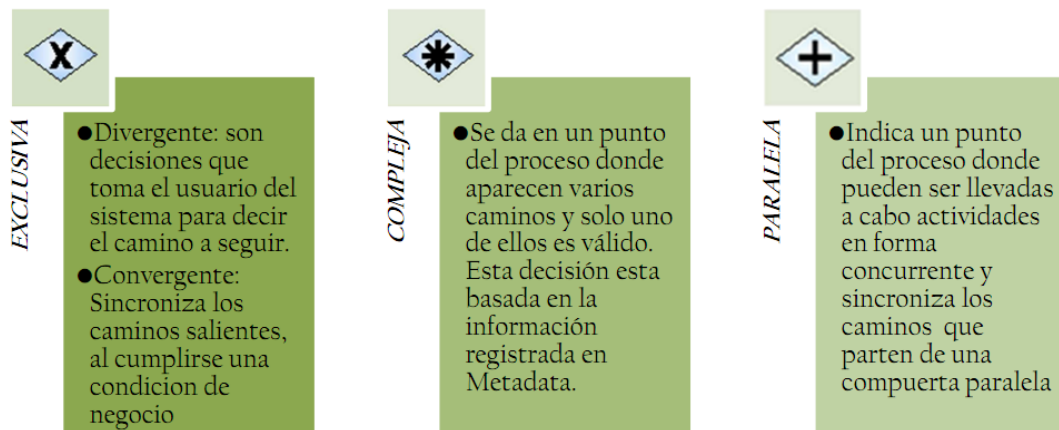 EXCLUSIVA
●Divergente: son
decisiones que
toma el usuario del
sistema para decir
el camino a seguir.
●Convergente:
Sincroniza los
caminos salientes,
al cumplirse una
condicion de
negocio
COMPLEJA
●Se da en un punto
del proceso donde
aparecen varios
caminos y solo uno
de ellos es válido.
Esta decisión esta
basada en la
información
registrada en
Metadata.
PARALELA
●Indica un punto
del proceso donde
pueden ser llevadas
a cabo actividades
en forma
concurrente y
sincroniza los
caminos que
parten de una
compuerta paralela